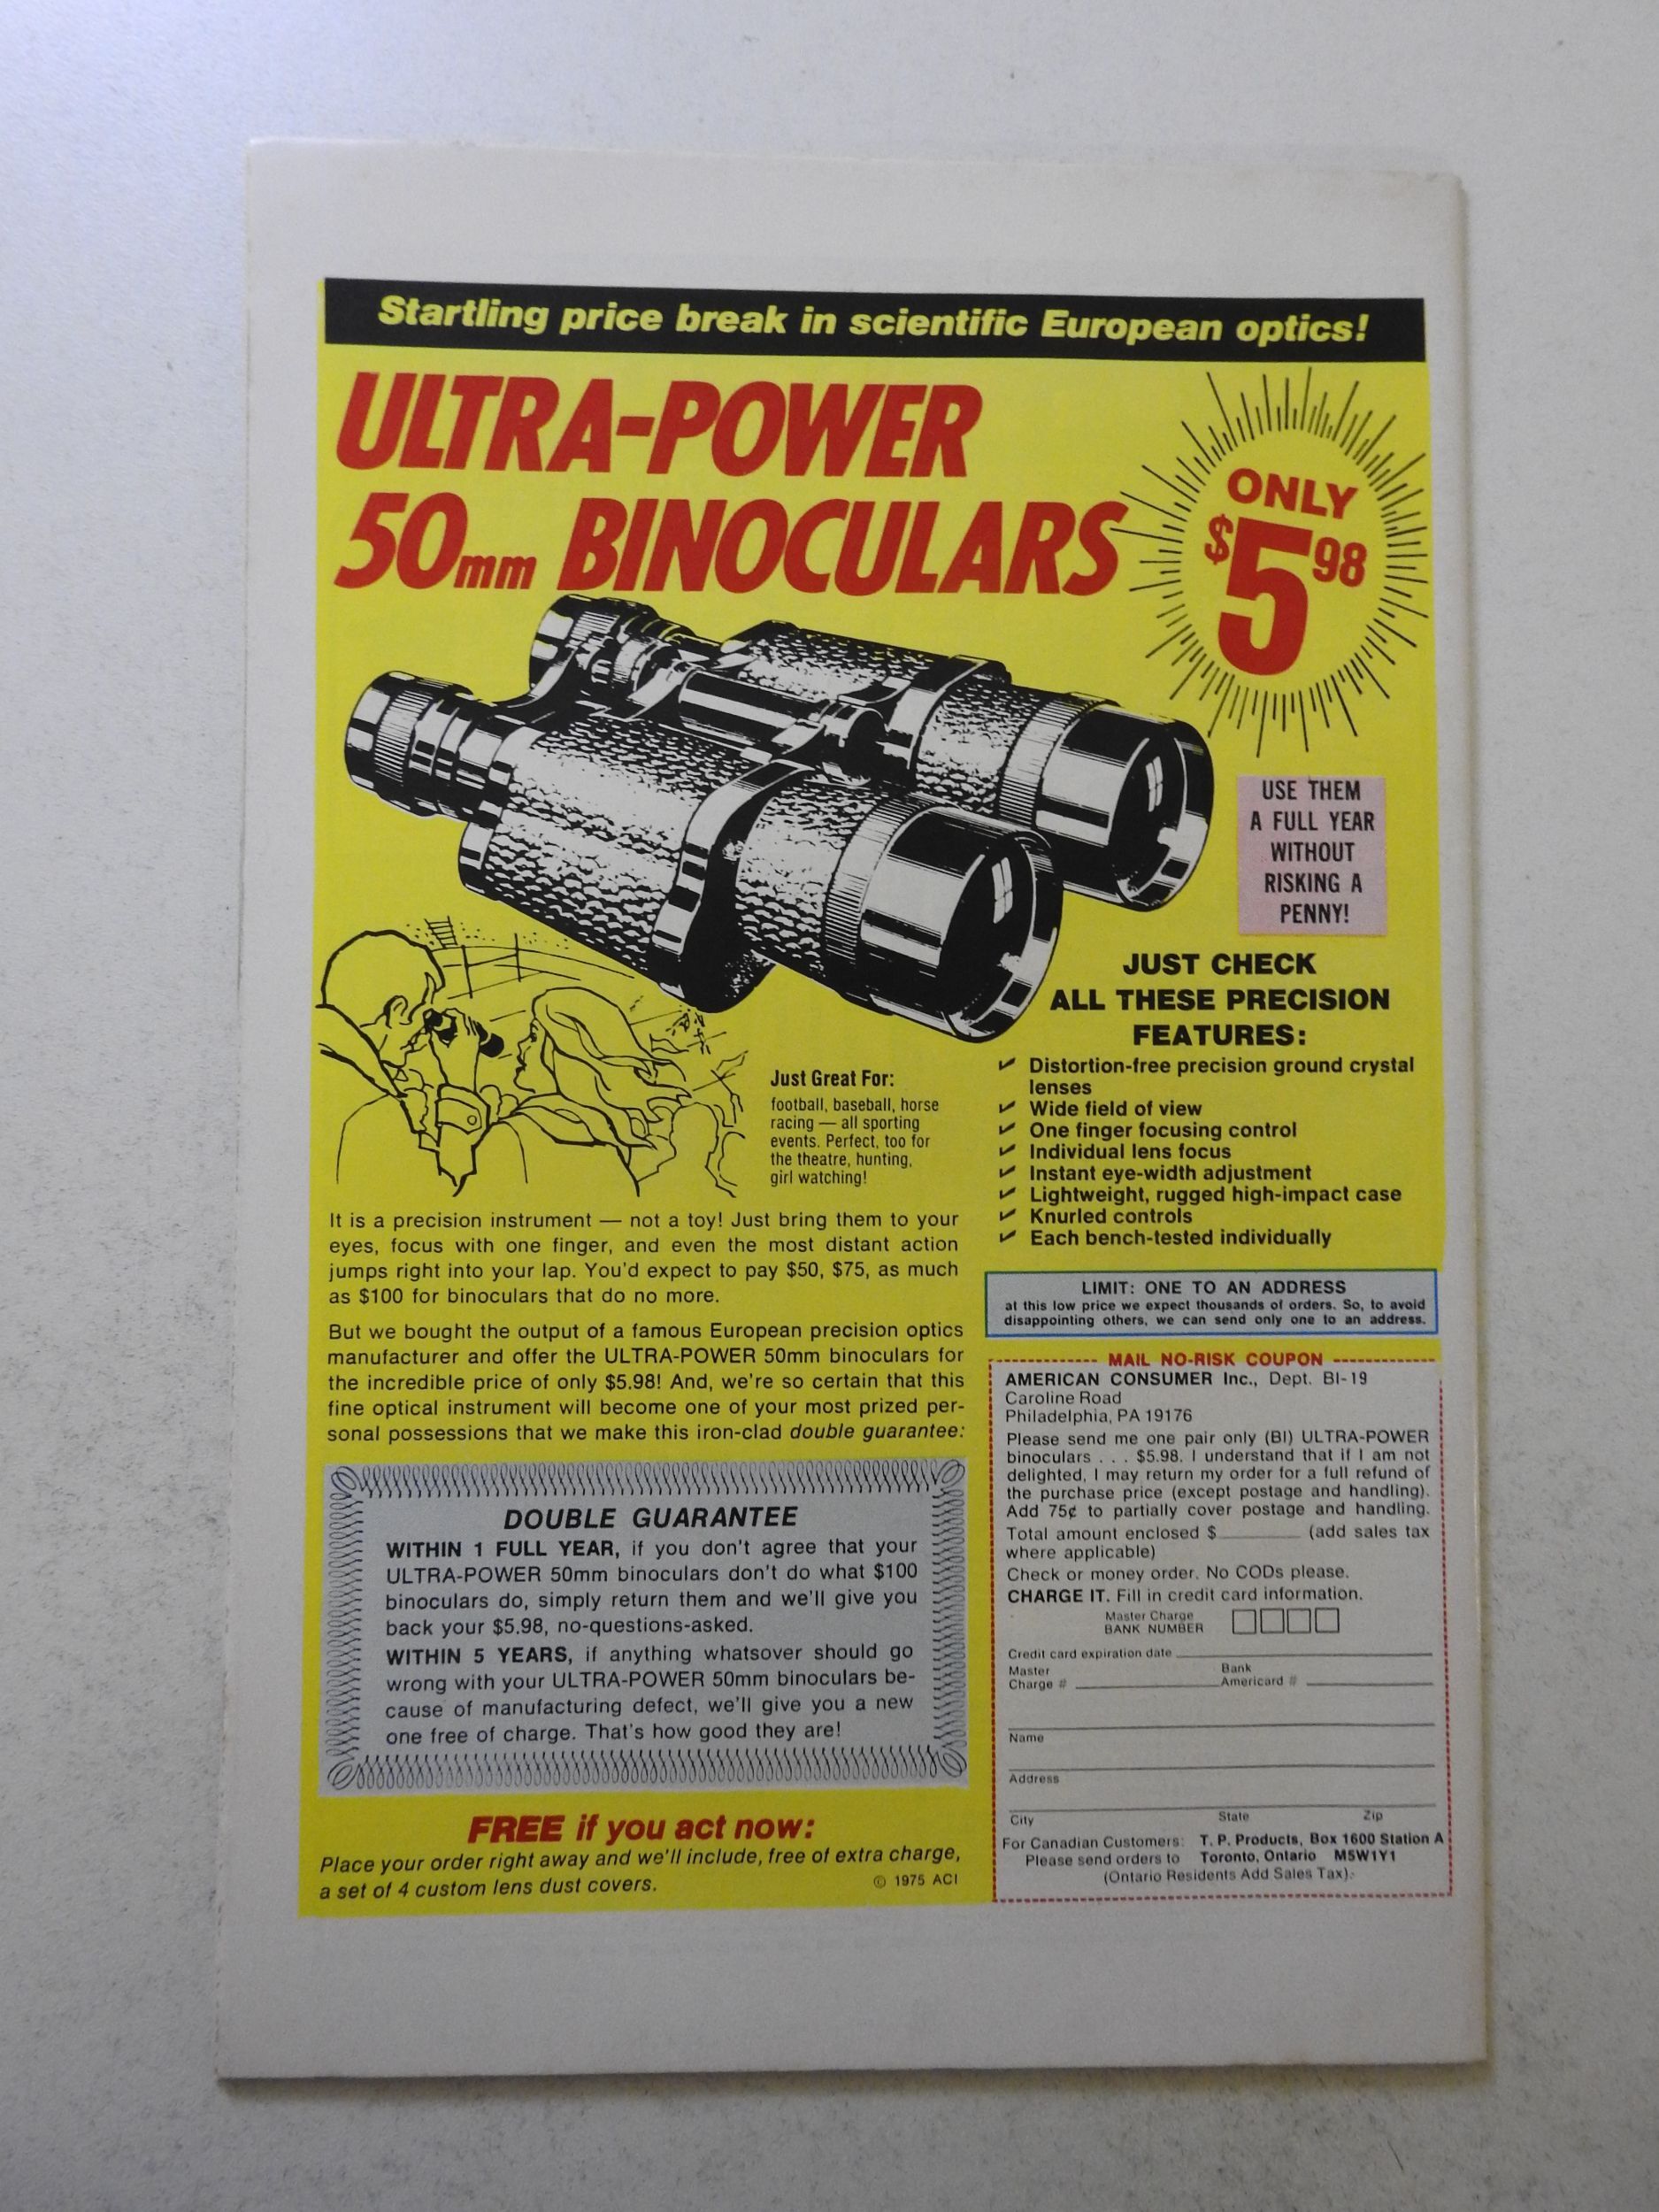 Startling price break in scientific European optics!
ULTRA-POWER
50mm BINOCULARS
ONLY
$598
USE THEM
A FULL YEAR
WITHOUT
RISKING A
PENNY!
JUST CHECK
ALL THESE PRECISION
FEATURES:
✓ Distortion-free precision ground crystal
lenses
✓ Wide field of view
✓ One finger focusing control
✓ Individual lens focus
✓ Instant eye-width adjustment
✓ Lightweight, rugged high-impact case
✓ Knurled controls
✓ Each bench-tested individually
Just Great For:
football, baseball, horse
racing — all sporting
events. Perfect, too for
the theatre, hunting,
girl watching!
It is a precision instrument — not a toy! Just bring them to your
eyes, focus with one finger, and even the most distant action
jumps right into your lap. You'd expect to pay $50, $75, as much
as $100 for binoculars that do no more.
But we bought the output of a famous European precision optics
manufacturer and offer the ULTRA-POWER 50mm binoculars for
the incredible price of only $5.98! And, we're so certain that this
fine optical instrument will become one of your most prized per-
sonal possessions that we make this iron-clad double guarantee:
DOUBLE GUARANTEE
WITHIN 1 FULL YEAR, if you don't agree that your
ULTRA-POWER 50mm binoculars don't do what $100
binoculars do, simply return them and we'll give you
back your $5.98, no-questions-asked.
WITHIN 5 YEARS, if anything whatsover should go
wrong with your ULTRA-POWER 50mm binoculars be-
cause of manufacturing defect, we'll give you a new
one free of charge. That's how good they are!
FREE if you act now:
Place your order right away and we'll include, free of extra charge,
a set of 4 custom lens dust covers.
© 1975 ACI
LIMIT: ONE TO AN ADDRESS
at this low price we expect thousands of orders. So, to avoid
disappointing others, we can send only one to an address.
MAIL NO-RISK COUPON
AMERICAN CONSUMER Inc., Dept. BI-19
Caroline Road
Philadelphia, PA 19176
Please send me one pair only (BI) ULTRA-POWER
binoculars . . . $5.98. I understand that if I am not
delighted, I may return my order for a full refund of
the purchase price (except postage and handling).
Add 75¢ to partially cover postage and handling.
Total amount enclosed $________ (add sales tax
where applicable)
Check or money order. No CODs please.
CHARGE IT. Fill in credit card information.
Master Charge
BANK NUMBER
Credit card expiration date
Master Bank
Charge # Americard #
Name
Address
City State Zip
For Canadian Customers: T. P. Products, Box 1600 Station A
Please send orders to Toronto, Ontario M5W1Y1
(Ontario Residents Add Sales Tax).